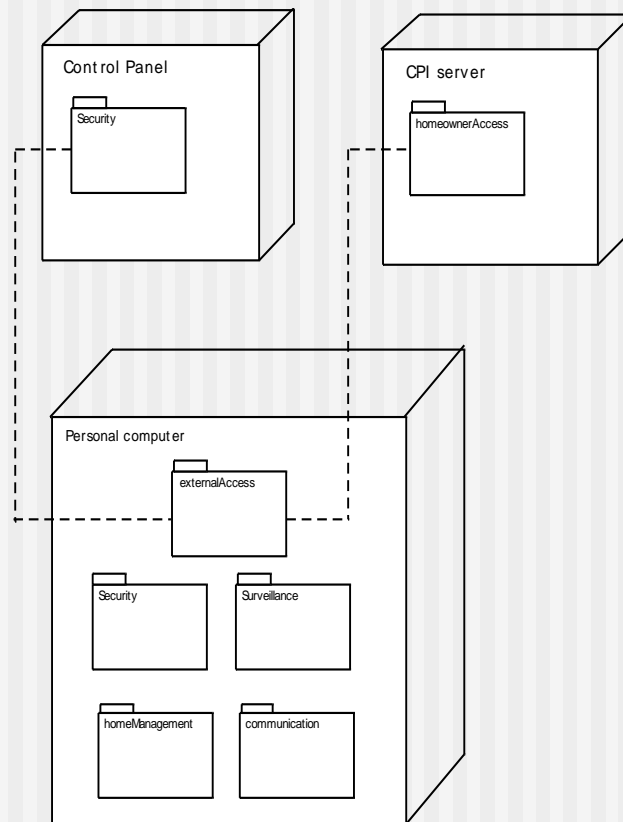 Control Panel
Security
CPI server
homeownerAccess
Personal computer
externalAccess
Security
Surveillance
homeManagement
communication